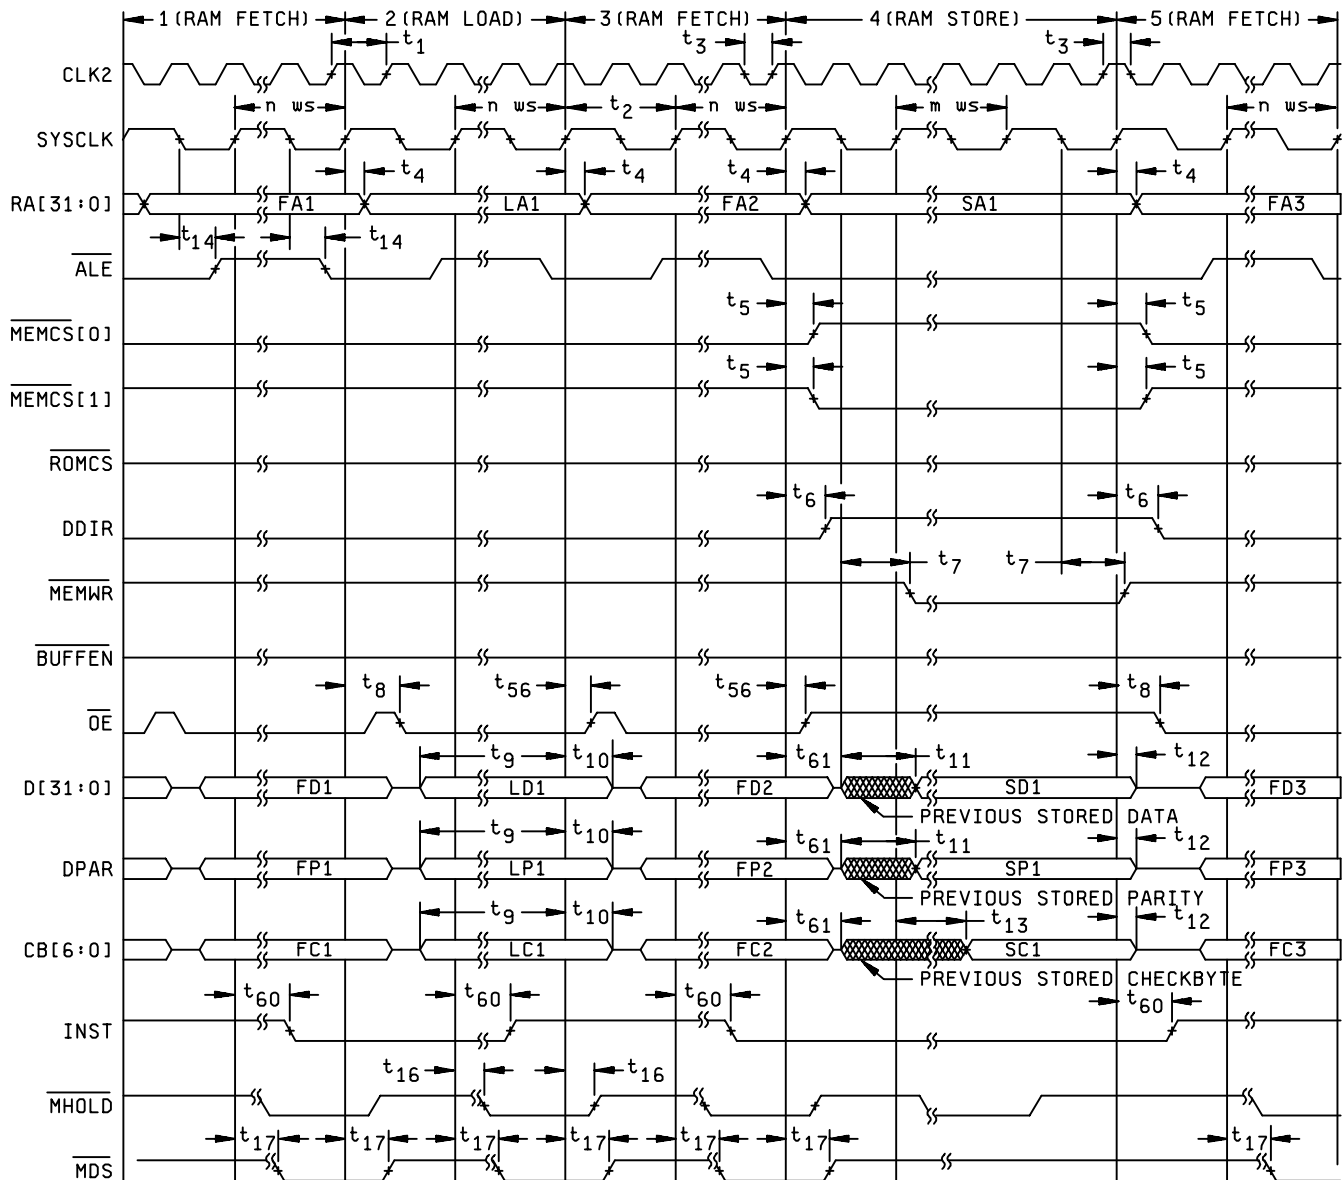 1(RAM FETCH) 2(RAM LOAD) 3(RAM FETCH) 4(RAM STORE) 5(RAM FETCH)
t1 t3 t3
CLK2
n ws n ws t2 n ws m ws n ws
SYSCLK
t4 t4 t4 t4
RA[31:0] FA1 LA1 FA2 SA1 FA3
t14 t14
ALE
t5 t5
MEMCS[0]
t5 t5
MEMCS[1]
ROMCS
t6 t6
DDIR
t7 t7
MEMWR
BUFFEN
t8 t56 t56 t8
OE
t9 t10 t61 t11 t12
D[31:0] FD1 LD1 FD2 SD1 FD3
PREVIOUS STORED DATA
t9 t10 t61 t11 t12
DPAR FP1 LP1 FP2 SP1 FP3
PREVIOUS STORED PARITY
t9 t10 t61 t13 t12
CB[6:0] FC1 LC1 FC2 SC1 FC3
PREVIOUS STORED CHECKBYTE
t60 t60 t60 t60
INST
t16 t16
MHOLD
t17 t17 t17 t17 t17 t17 t17
MDS